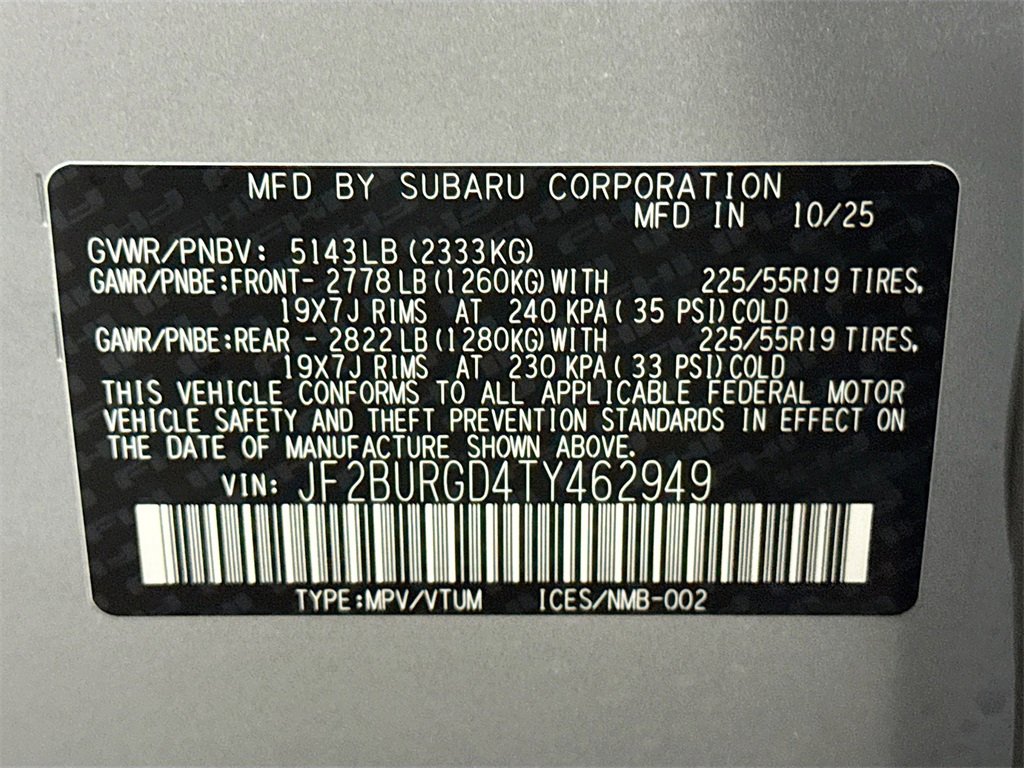 MFD BY SUBARU CORPORATION
MFD IN 10/25
GVWR/PNBV: 5143LB (2333KG)
GAWR/PNBE:FRONT- 2778 LB (1260KG) WITH 225/55R19 TIRES,
19X7J RIMS AT 240 KPA ( 35 PSI) COLD
GAWR/PNBE:REAR - 2822 LB (1280KG) WITH 225/55R19 TIRES,
19X7J RIMS AT 230 KPA ( 33 PSI) COLD
THIS VEHICLE CONFORMS TO ALL APPLICABLE FEDERAL MOTOR
VEHICLE SAFETY AND THEFT PREVENTION STANDARDS IN EFFECT ON
THE DATE OF MANUFACTURE SHOWN ABOVE.
VIN: JF2BURGD4TY462949
TYPE:MPV/VTUM ICES/NMB-002